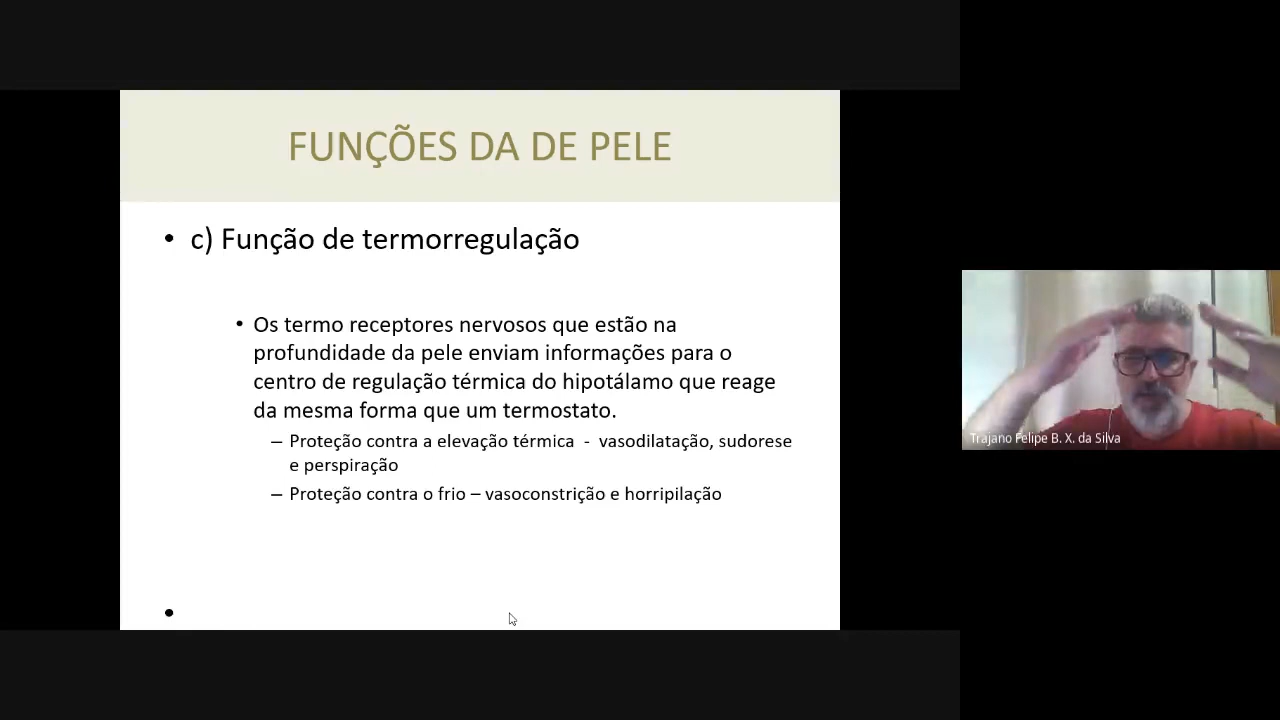 FUNÇÕES DA DE PELE
• c) Função de termorregulação
• Os termo receptores nervosos que estão na
profundidade da pele enviam informações para o
centro de regulação térmica do hipotálamo que reage
da mesma forma que um termostato.
– Proteção contra a elevação térmica - vasodilatação, sudorese
e perspiração
– Proteção contra o frio – vasoconstrição e horripilação
•
Trajano Felipe B. X. da Silva